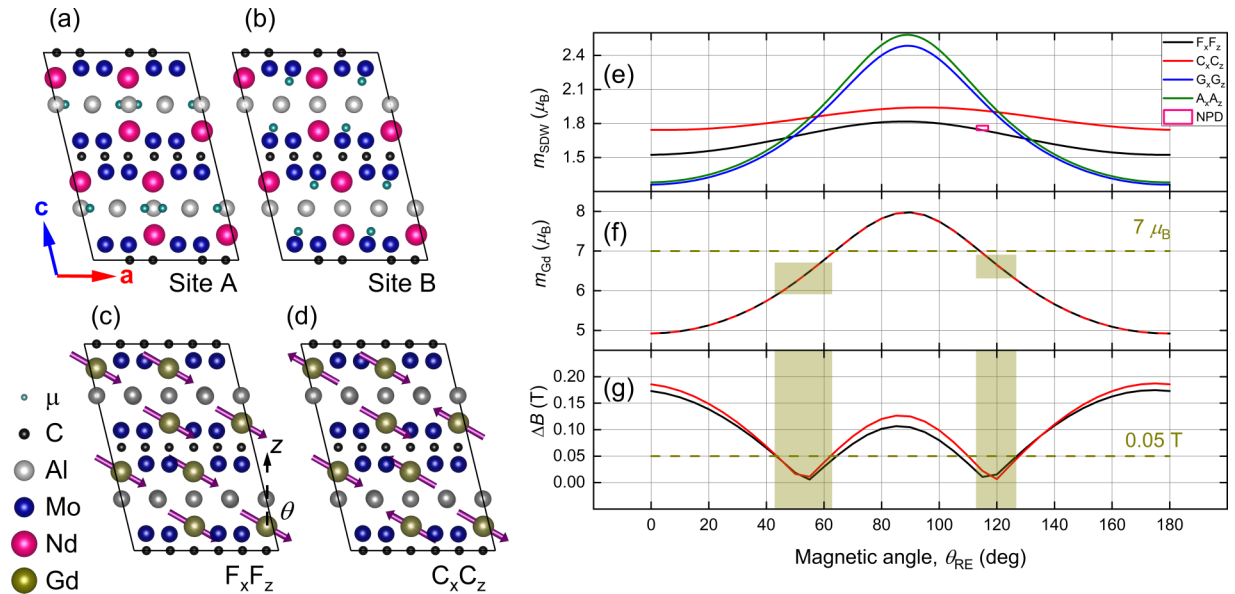 (a)
(b)
c
a
Site A
Site B
(c)
(d)
μ
C
Al
Mo
Nd
Gd
z
θ
FxFz
CxCz
(e)
2.4
2.1
1.8
1.5
mSDW (μB)
FxFz
CxCz
GxGz
AxAz
NPD
(f)
8
7
6
5
mGd (μB)
7 μB
(g)
0.20
0.15
0.10
0.05
0.00
ΔB (T)
0.05 T
0 20 40 60 80 100 120 140 160 180
Magnetic angle, θRE (deg)